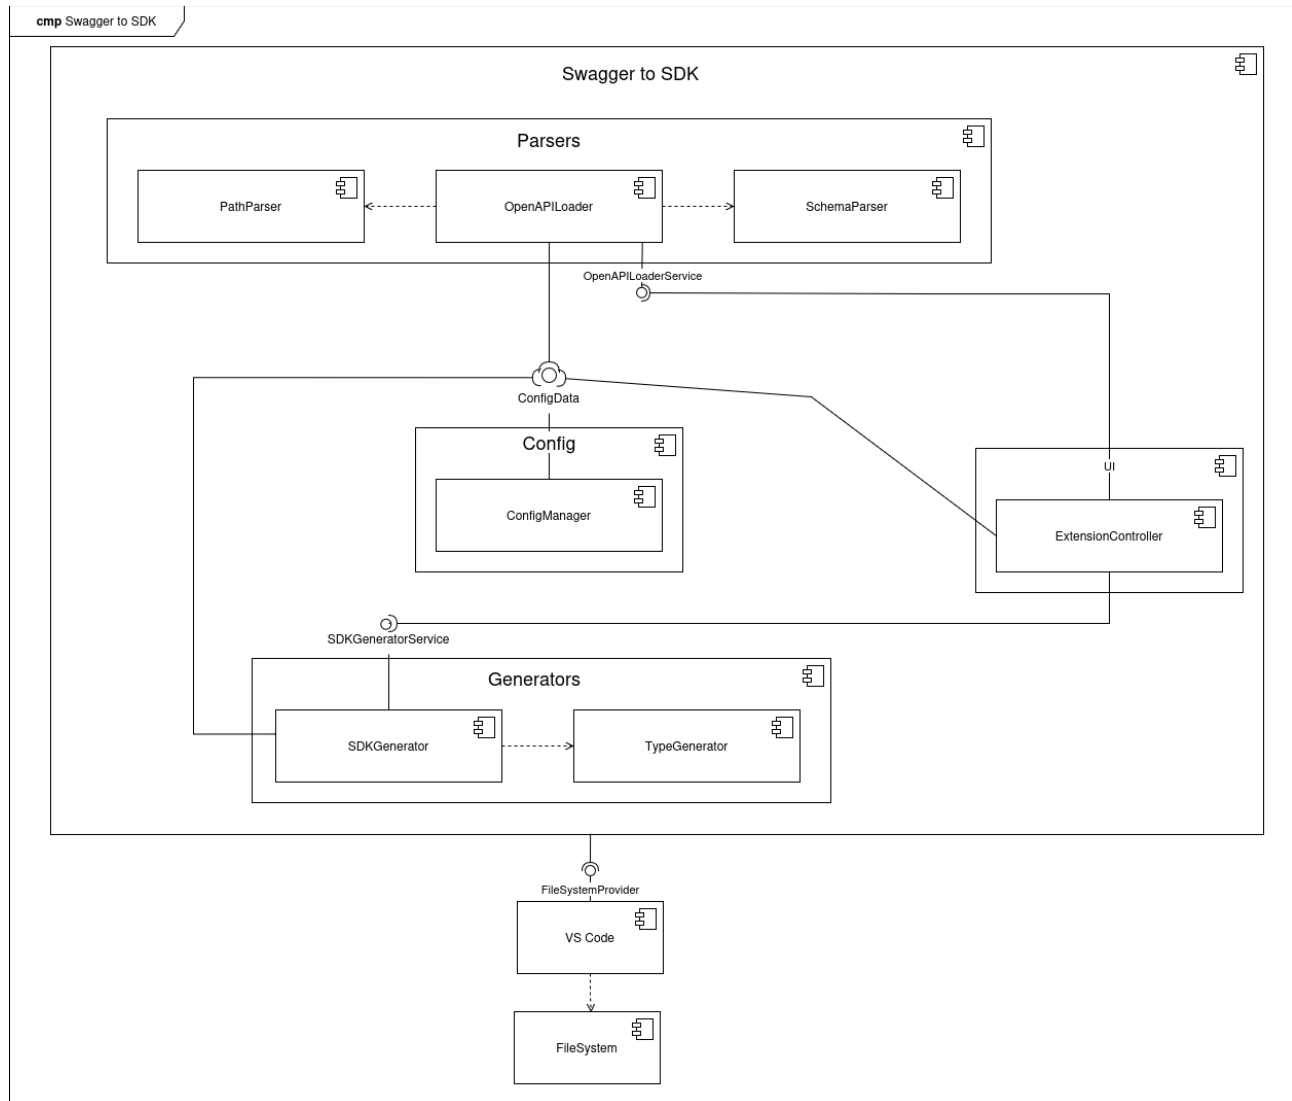 cmp Swagger to SDK
Swagger to SDK
Parsers
PathParser
OpenAPILoader
SchemaParser
OpenAPILoaderService
ConfigData
Config
ConfigManager
UI
ExtensionController
SDKGeneratorService
Generators
SDKGenerator
TypeGenerator
FileSystemProvider
VS Code
FileSystem